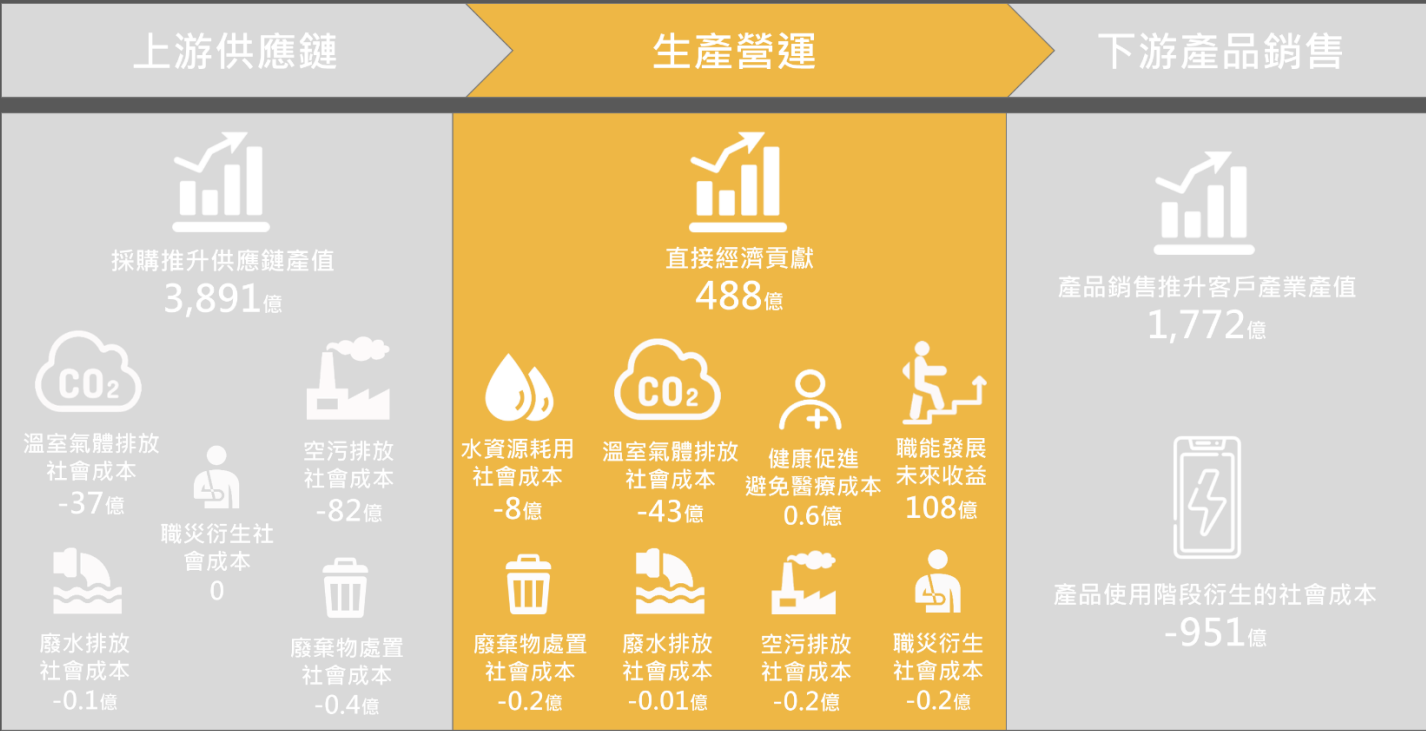 上游供應鏈
生產營運
下游產品銷售
採購推升供應鏈產值
3,891億
CO2
溫室氣體排放
社會成本
-37億
職災衍生社
會成本
0
空污排放
社會成本
-82億
廢水排放
社會成本
-0.1億
廢棄物處置
社會成本
-0.4億
直接經濟貢獻
488億
水資源耗用
社會成本
-8億
CO2
溫室氣體排放
社會成本
-43億
健康促進
避免醫療成本
0.6億
職能發展
未來收益
108億
廢棄物處置
社會成本
-0.2億
廢水排放
社會成本
-0.01億
空污排放
社會成本
-0.2億
職災衍生
社會成本
-0.2億
產品銷售推升客戶產業產值
1,772億
產品使用階段衍生的社會成本
-951億